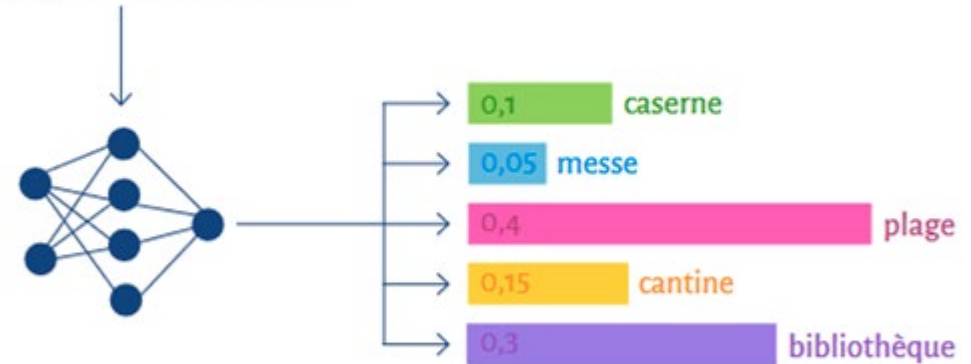 0,1 caserne
0,05 messe
0,4 plage
0,15 cantine
0,3 bibliothèque